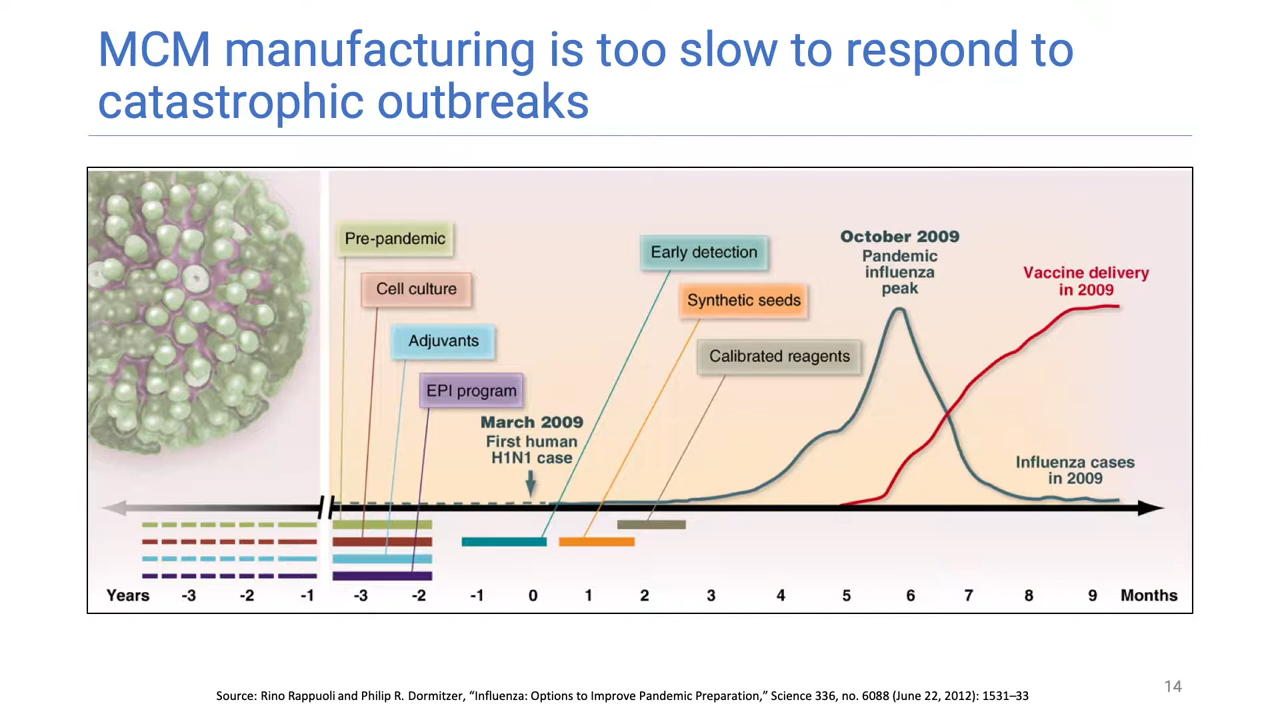 MCM manufacturing is too slow to respond to
catastrophic outbreaks
Pre-pandemic
Cell culture
Adjuvants
EPI program
March 2009
First human
H1N1 case
Early detection
Synthetic seeds
Calibrated reagents
October 2009
Pandemic
influenza
peak
Vaccine delivery
in 2009
Influenza cases
in 2009
Years -3 -2 -1 -3 -2 -1 0 1 2 3 4 5 6 7 8 9 Months
Source: Rino Rappuoli and Philip R. Dormitzer, “Influenza: Options to Improve Pandemic Preparation,” Science 336, no. 6088 (June 22, 2012): 1531–33
14